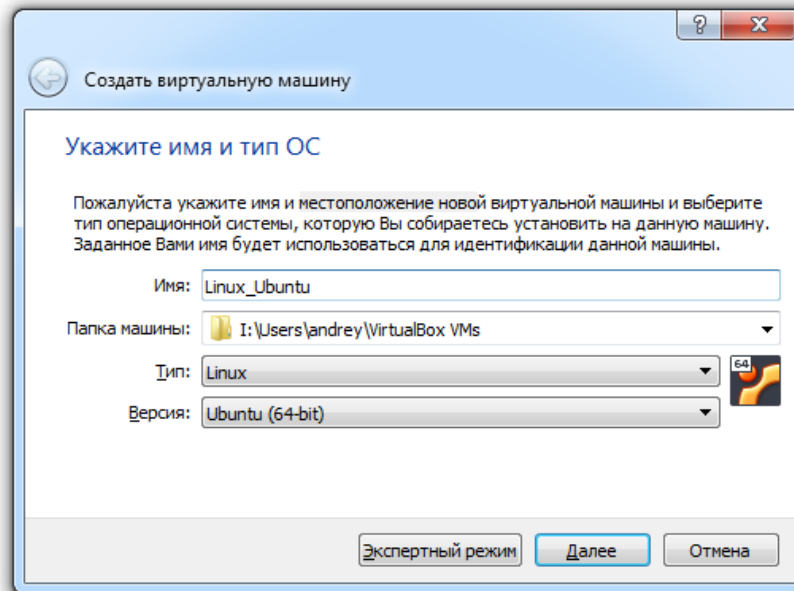 ?
X
Создать виртуальную машину
Укажите имя и тип ОС
Пожалуйста укажите имя и местоположение новой виртуальной машины и выберите
тип операционной системы, которую Вы собираетесь установить на данную машину.
Заданное Вами имя будет использоваться для идентификации данной машины.
Имя: Linux_Ubuntu
Папка машины: I:\Users\andrey\VirtualBox VMs
Тип: Linux
64
Версия: Ubuntu (64-bit)
Экспертный режим Далее Отмена